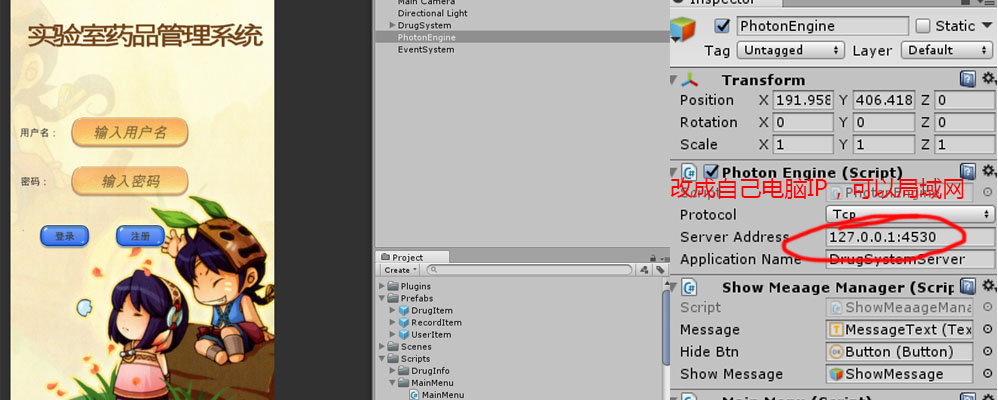 实验室药品管理系统
用户名：
输入用户名
密码：
输入密码
登录
注册
Main Camera
Directional Light
DrugSystem
PhotonEngine
EventSystem
Project
Create
Plugins
Prefabs
DrugItem
RecordItem
UserItem
Scenes
Scripts
DrugInfo
MainMenu
MainMenu
Inspector
PhotonEngine
Static
Tag Untagged Layer Default
Transform
Position X 191.958 Y 406.418 Z 0
Rotation X 0 Y 0 Z 0
Scale X 1 Y 1 Z 1
Photon Engine (Script)
改成自己电脑IP，可以局域网
Script PhotonEngine
Protocol Tcp
Server Address 127.0.0.1:4530
Application Name DrugSystemServer
Show Meaage Manager (Scrip
Script ShowMeaageMana
Message MessageText (Tex
Hide Btn Button (Button)
Show Message ShowMessage
Main Menu (Script)